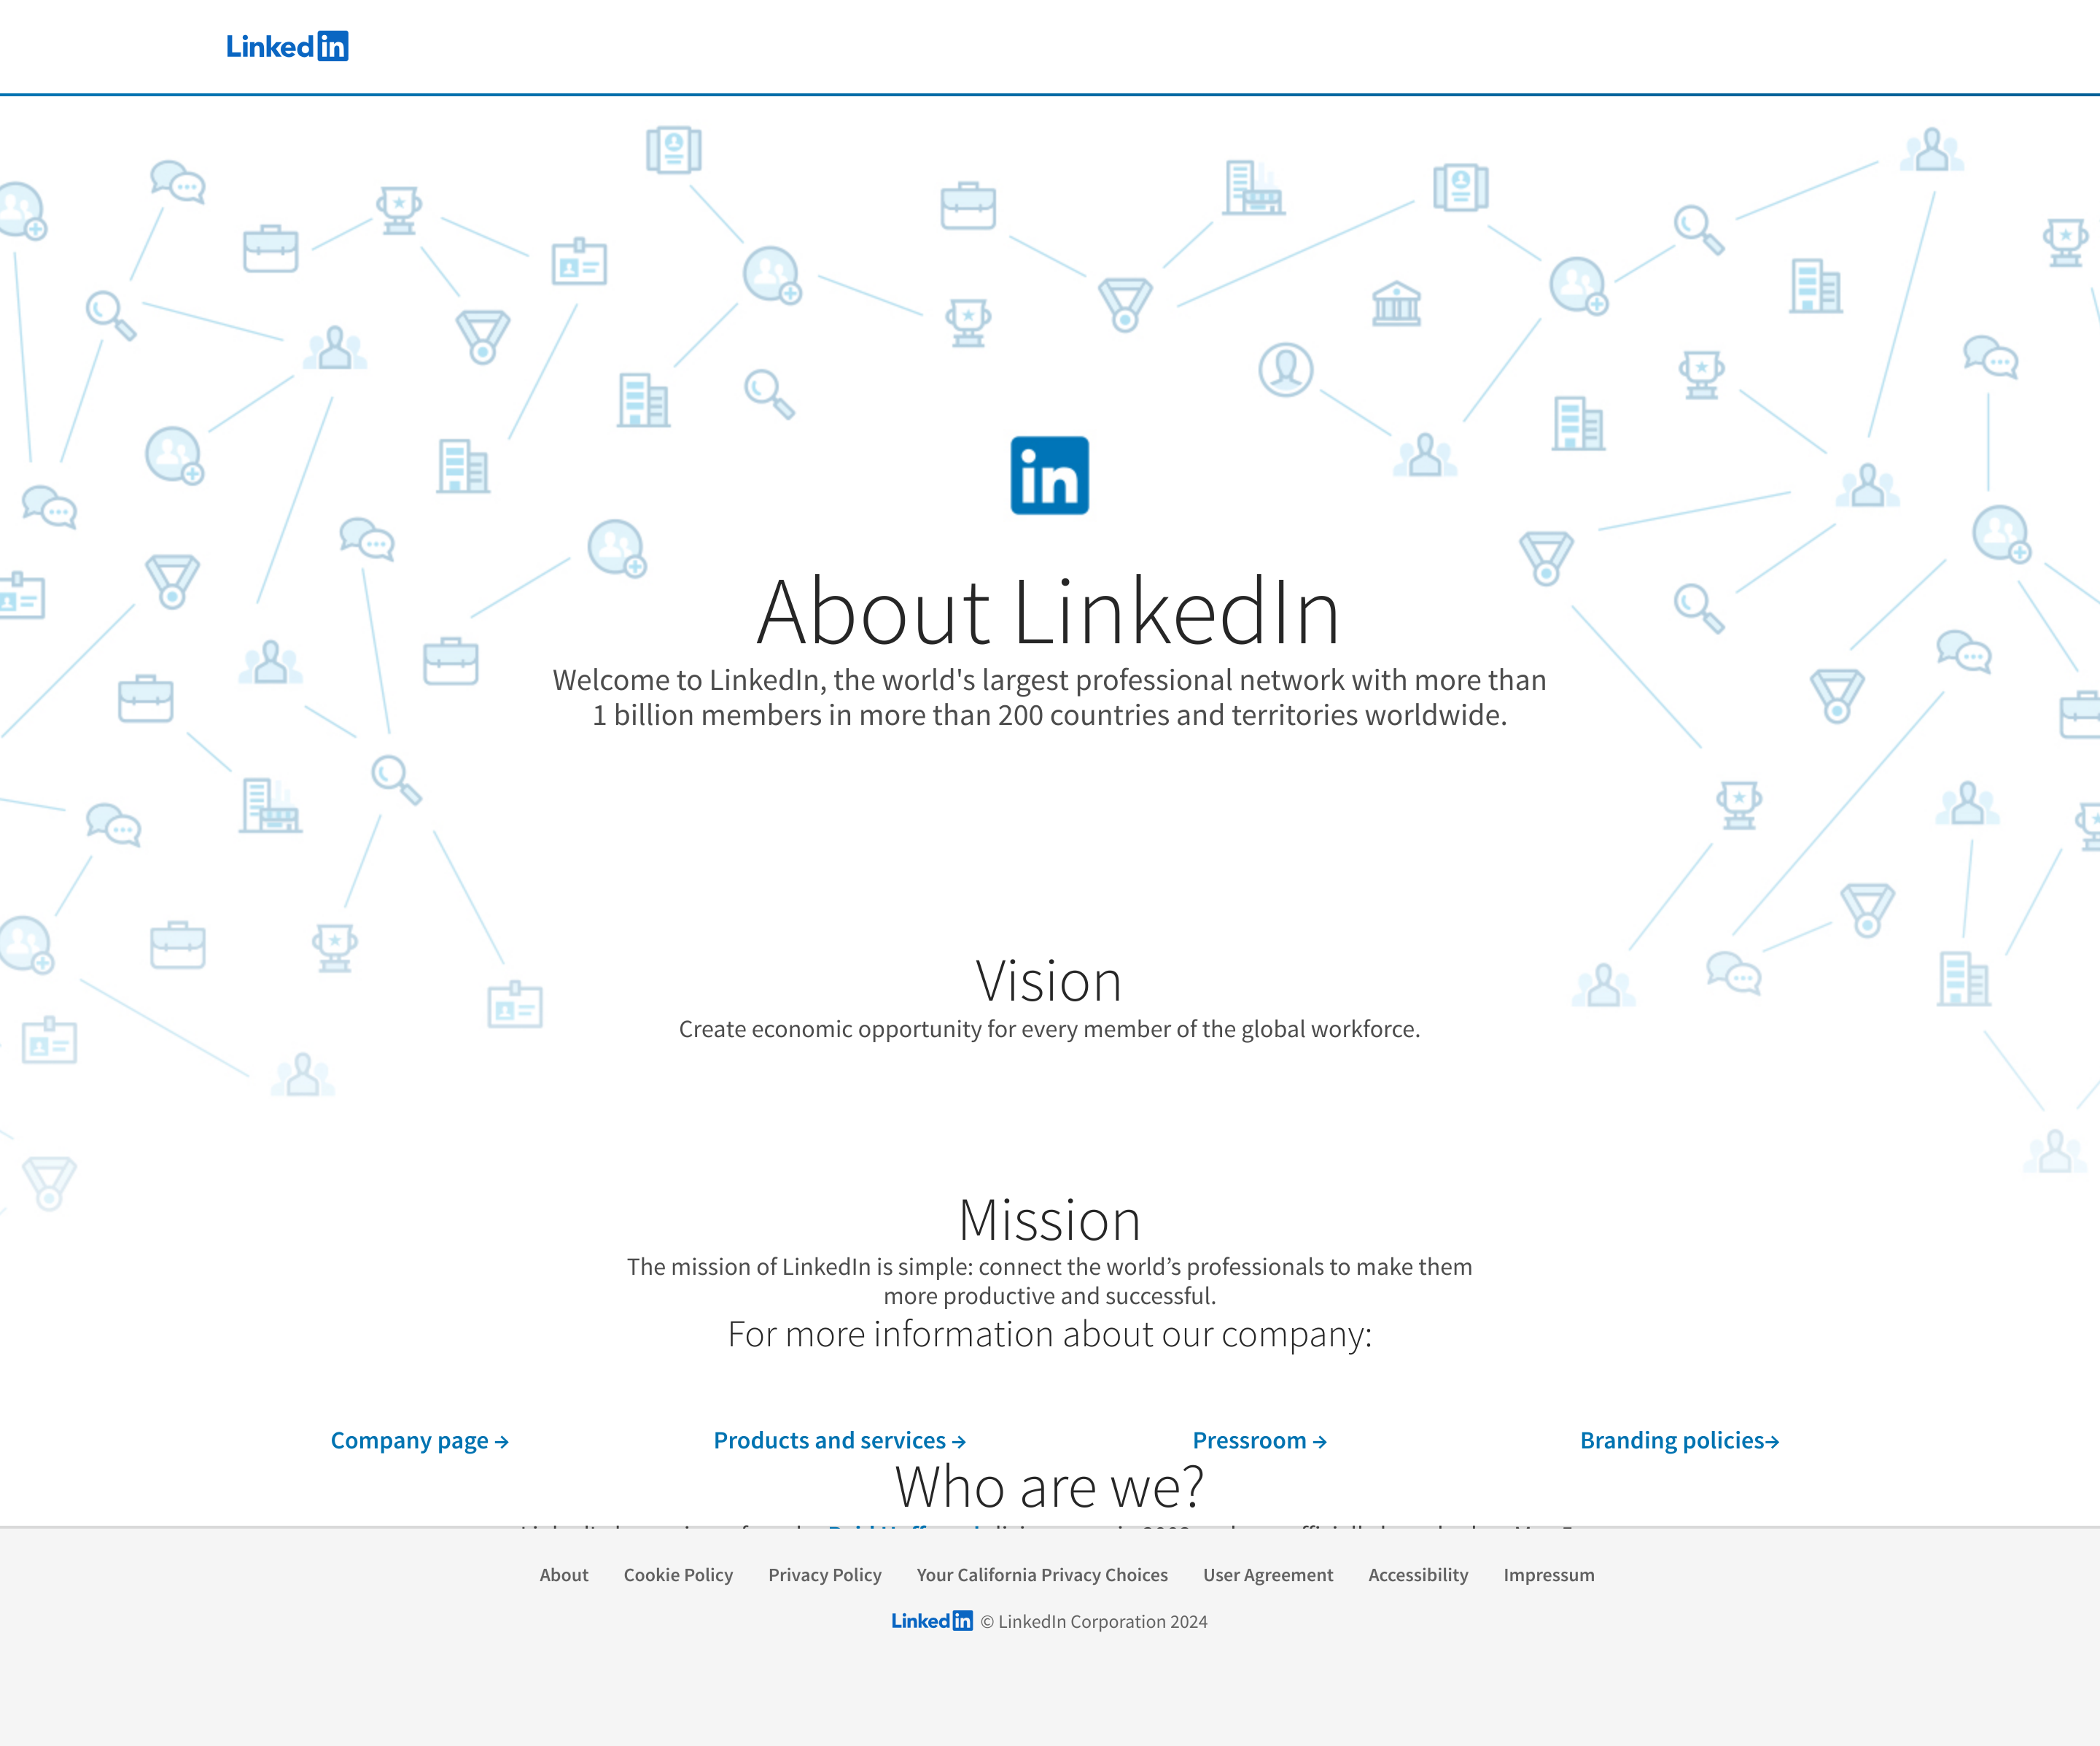 Linkedin
in
About LinkedIn
Welcome to LinkedIn, the world's largest professional network with more than
1 billion members in more than 200 countries and territories worldwide.
Vision
Create economic opportunity for every member of the global workforce.
Mission
The mission of LinkedIn is simple: connect the world’s professionals to make them
more productive and successful.
For more information about our company:
Company page → Products and services → Pressroom → Branding policies→
Who are we?
About Cookie Policy Privacy Policy Your California Privacy Choices User Agreement Accessibility Impressum
Linkedin © LinkedIn Corporation 2024